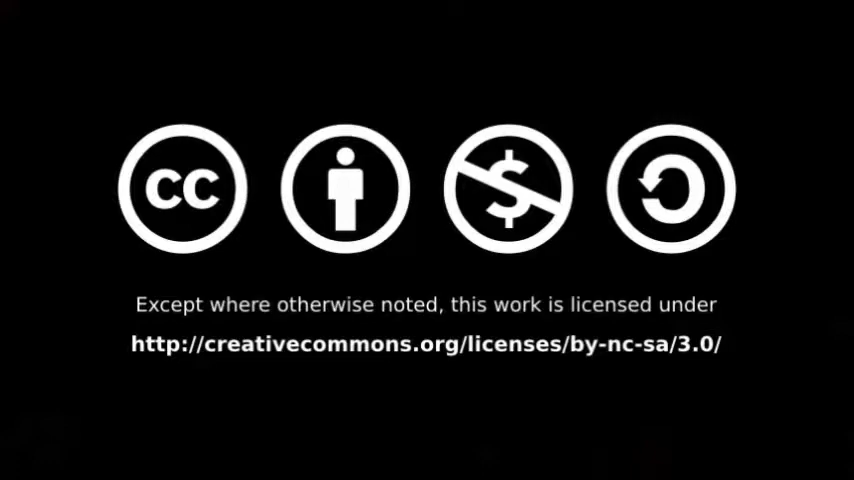 cc
$
Except where otherwise noted, this work is licensed under
http://creativecommons.org/licenses/by-nc-sa/3.0/